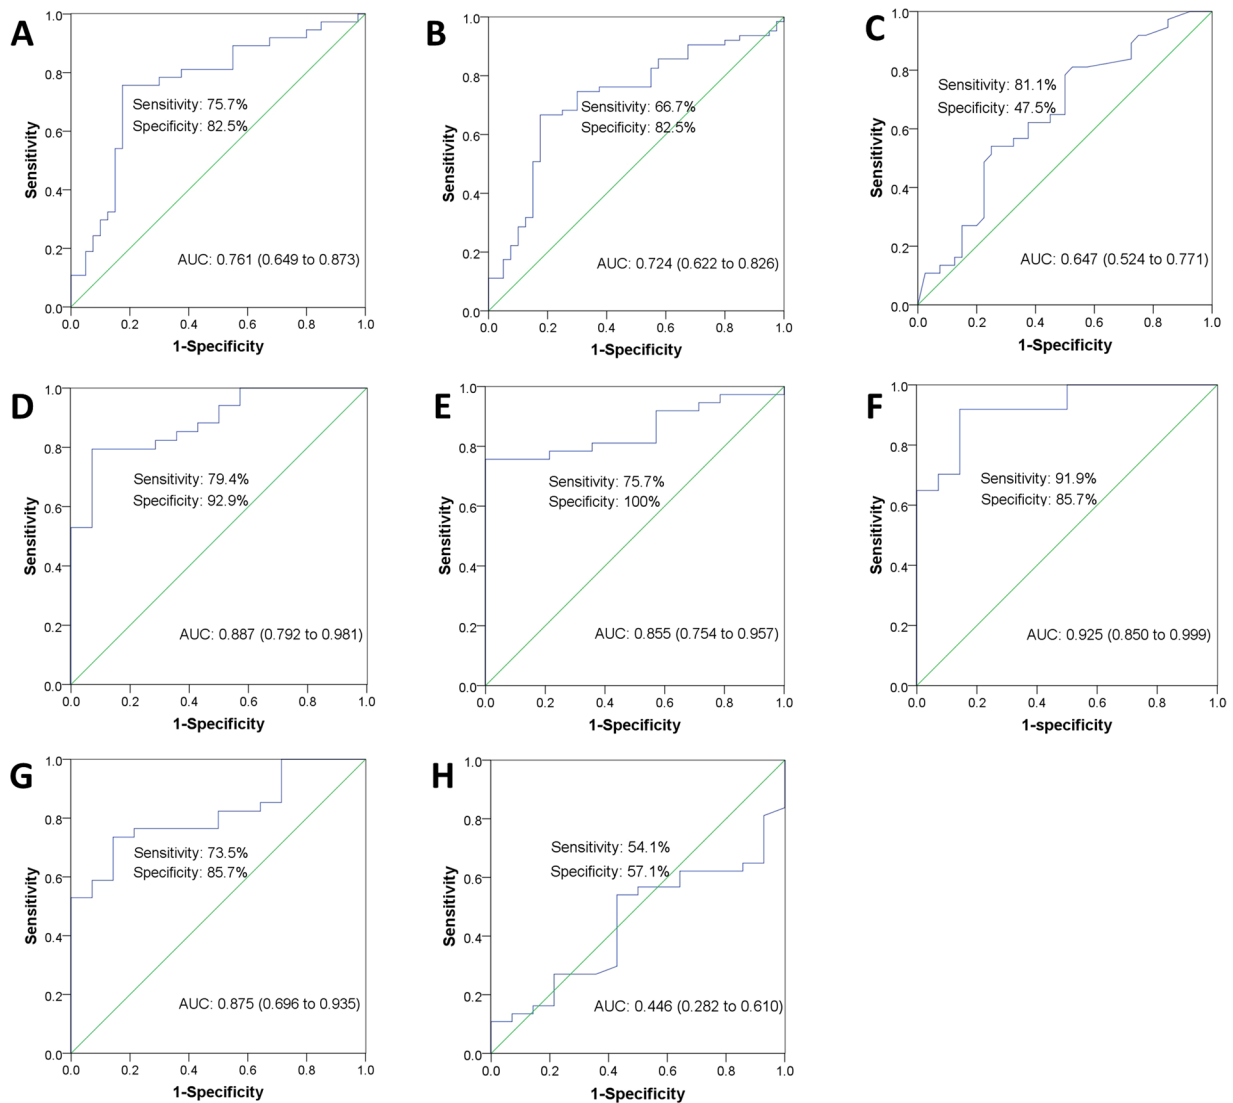 A
1.0
0.8
0.6
0.4
0.2
0.0
Sensitivity
Sensitivity: 75.7%
Specificity: 82.5%
AUC: 0.761 (0.649 to 0.873)
0.0 0.2 0.4 0.6 0.8 1.0
1-Specificity
B
1.0
0.8
0.6
0.4
0.2
0.0
Sensitivity
Sensitivity: 66.7%
Specificity: 82.5%
AUC: 0.724 (0.622 to 0.826)
0.0 0.2 0.4 0.6 0.8 1.0
1-Specificity
C
1.0
0.8
0.6
0.4
0.2
0.0
Sensitivity
Sensitivity: 81.1%
Specificity: 47.5%
AUC: 0.647 (0.524 to 0.771)
0.0 0.2 0.4 0.6 0.8 1.0
1-Specificity
D
1.0
0.8
0.6
0.4
0.2
0.0
Sensitivity
Sensitivity: 79.4%
Specificity: 92.9%
AUC: 0.887 (0.792 to 0.981)
0.0 0.2 0.4 0.6 0.8 1.0
1-Specificity
E
1.0
0.8
0.6
0.4
0.2
0.0
Sensitivity
Sensitivity: 75.7%
Specificity: 100%
AUC: 0.855 (0.754 to 0.957)
0.0 0.2 0.4 0.6 0.8 1.0
1-Specificity
F
1.0
0.8
0.6
0.4
0.2
0.0
Sensitivity
Sensitivity: 91.9%
Specificity: 85.7%
AUC: 0.925 (0.850 to 0.999)
0.0 0.2 0.4 0.6 0.8 1.0
1-specificity
G
1.0
0.8
0.6
0.4
0.2
0.0
Sensitivity
Sensitivity: 73.5%
Specificity: 85.7%
AUC: 0.875 (0.696 to 0.935)
0.0 0.2 0.4 0.6 0.8 1.0
1-Specificity
H
1.0
0.8
0.6
0.4
0.2
0.0
Sensitivity
Sensitivity: 54.1%
Specificity: 57.1%
AUC: 0.446 (0.282 to 0.610)
0.0 0.2 0.4 0.6 0.8 1.0
1-Specificity